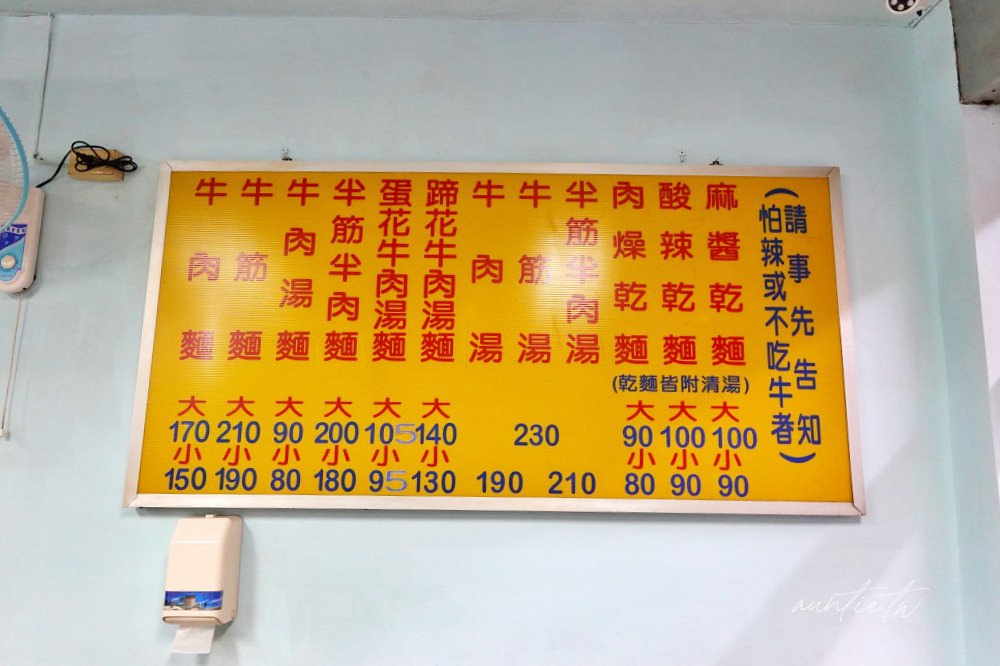 牛肉麵
牛筋麵
牛肉湯麵
半筋半肉麵
蛋花牛肉湯麵
蹄花牛肉湯麵
牛肉湯
牛筋湯
半筋半肉湯
肉燥乾麵
酸辣乾麵
麻醬乾麵
(乾麵皆附清湯)
(請事先告知
怕辣或不吃牛者)
大 大 大 大 大 大 大 大 大
170 210 90 200 105 140 230 90 100 100
小 小 小 小 小 小 小 小 小
150 190 80 180 95 130 190 210 80 90 90
auntie.tw